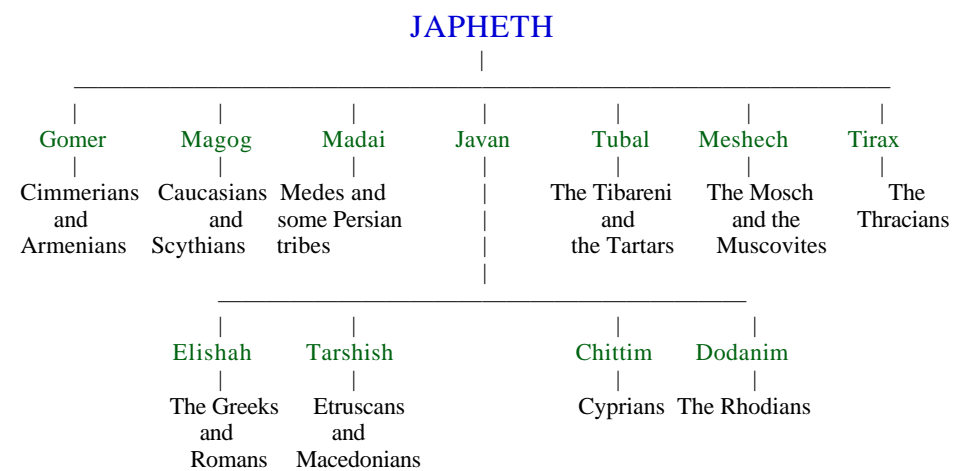 JAPHETH
Gomer Magog Madai Javan Tubal Meshech Tirax
Cimmerians Caucasians Medes and The Tibareni The Mosch The
and and some Persian and and the Thracians
Armenians Scythians tribes the Tartars Muscovites
Elishah Tarshish Chittim Dodanim
The Greeks Etruscans Cyprians The Rhodians
and and
Romans Macedonians